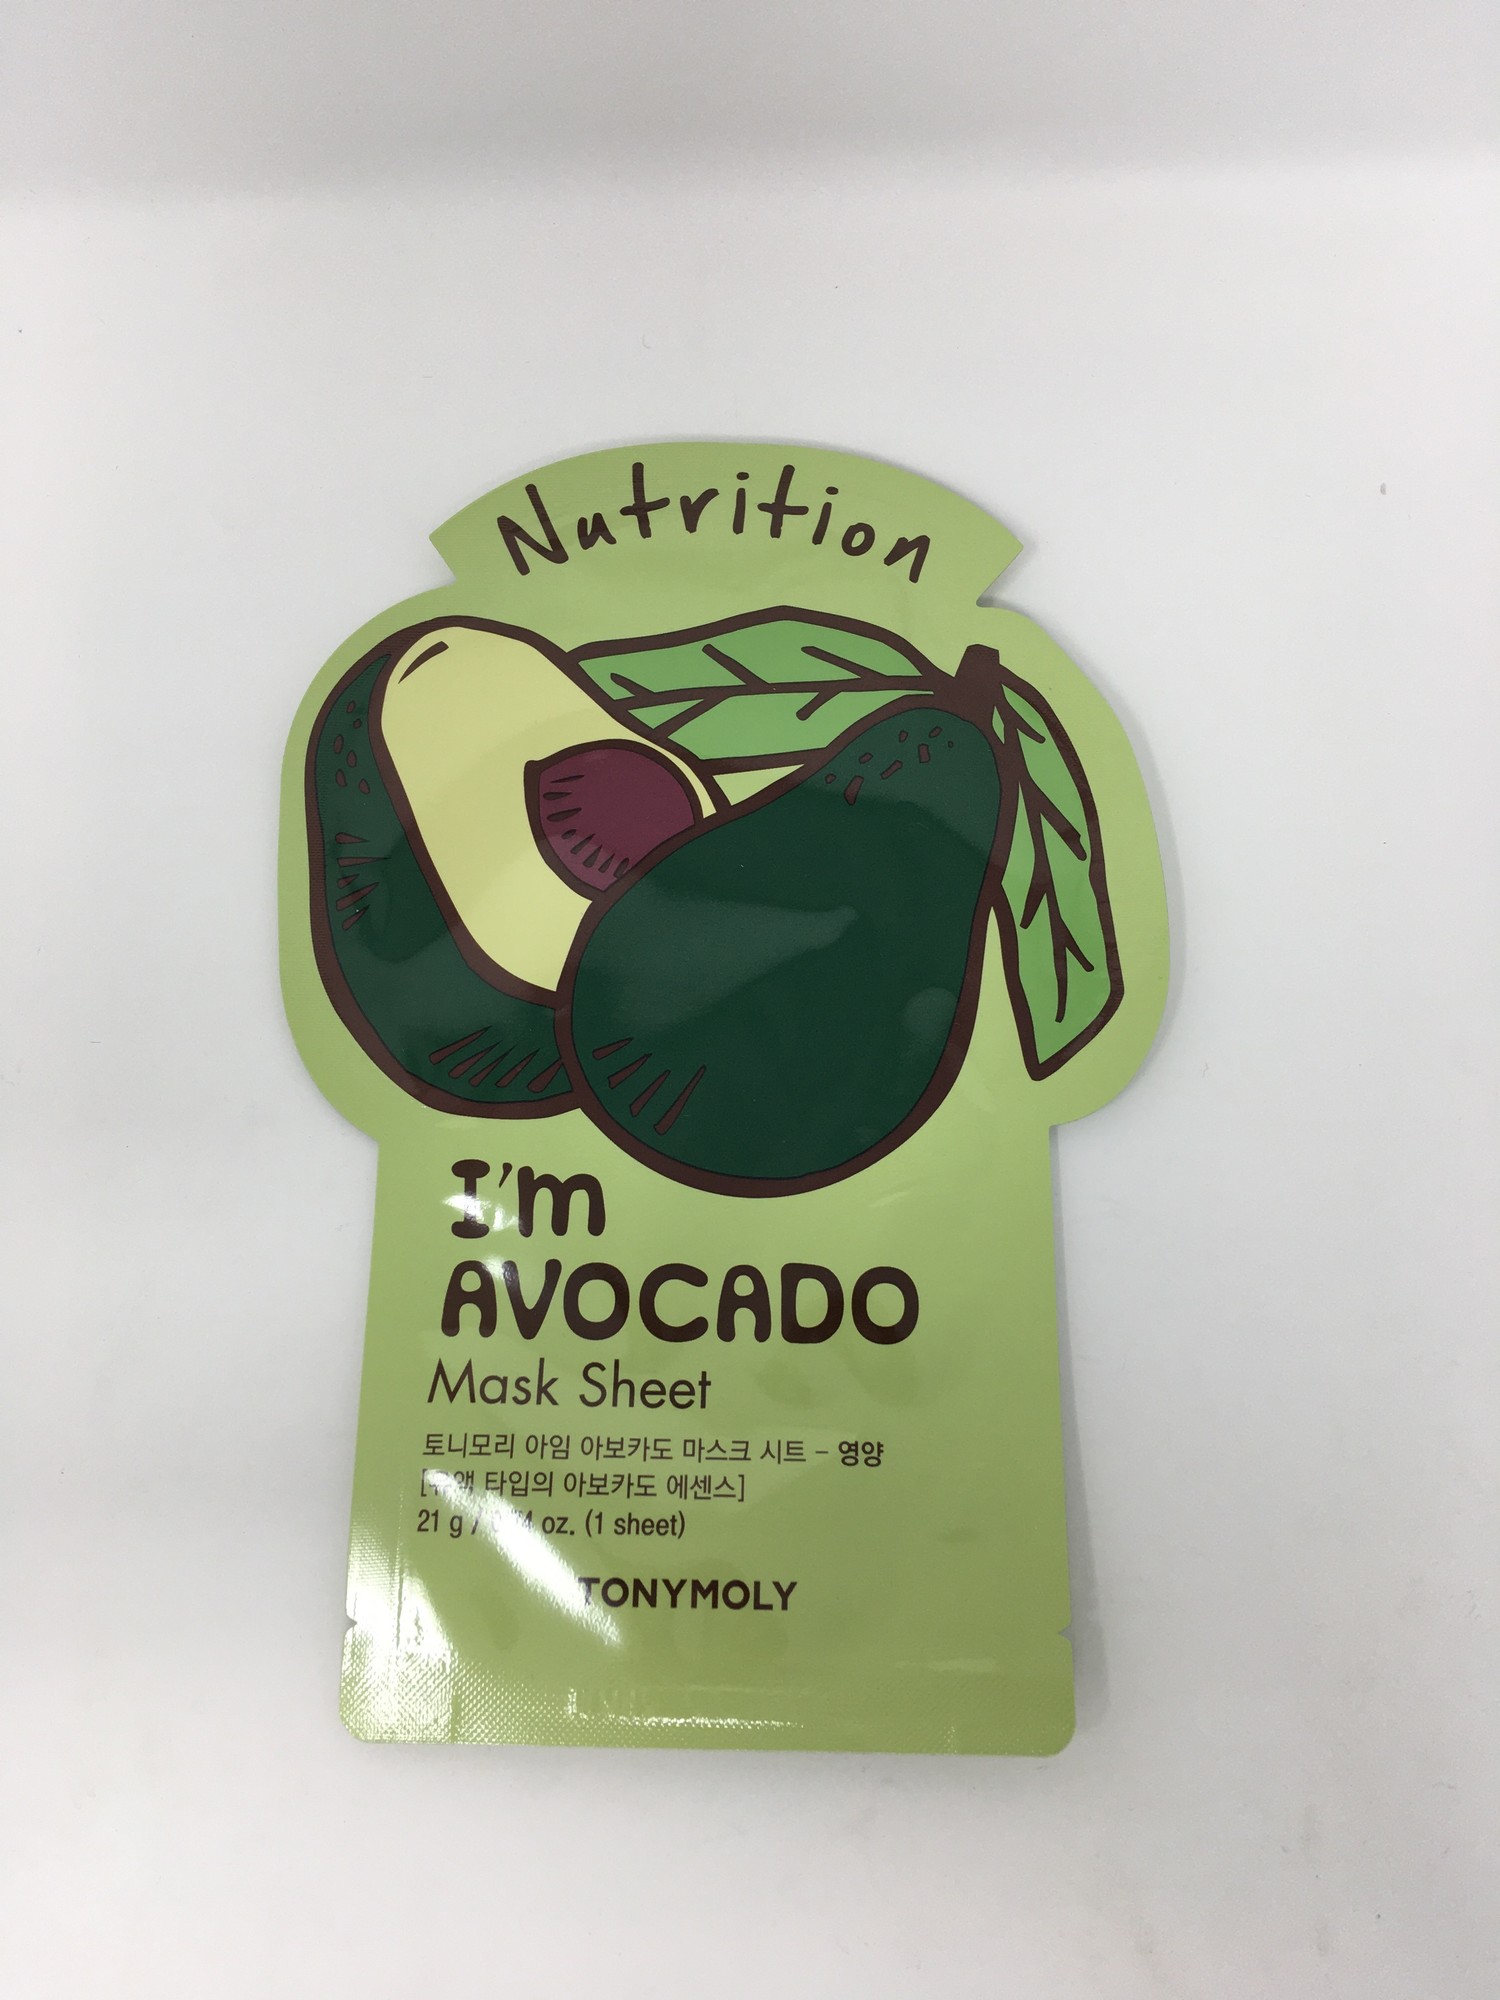 Nutrition
I'm
AVOCADO
Mask Sheet
토니모리 아임 아보카도 마스크 시트 – 영양
타입의 아보카도 에센스]
21 g / oz. (1 sheet)
TONYMOLY